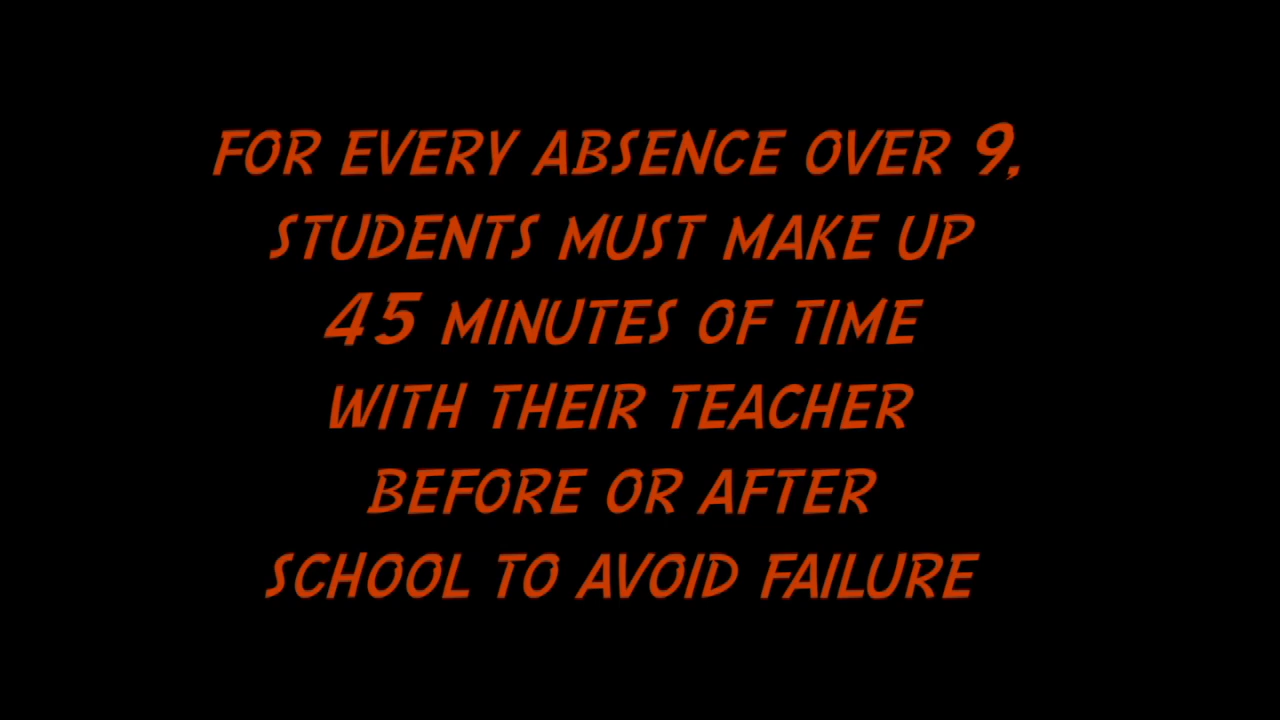 FOR EVERY ABSENCE OVER 9,
STUDENTS MUST MAKE UP
45 MINUTES OF TIME
WITH THEIR TEACHER
BEFORE OR AFTER
SCHOOL TO AVOID FAILURE